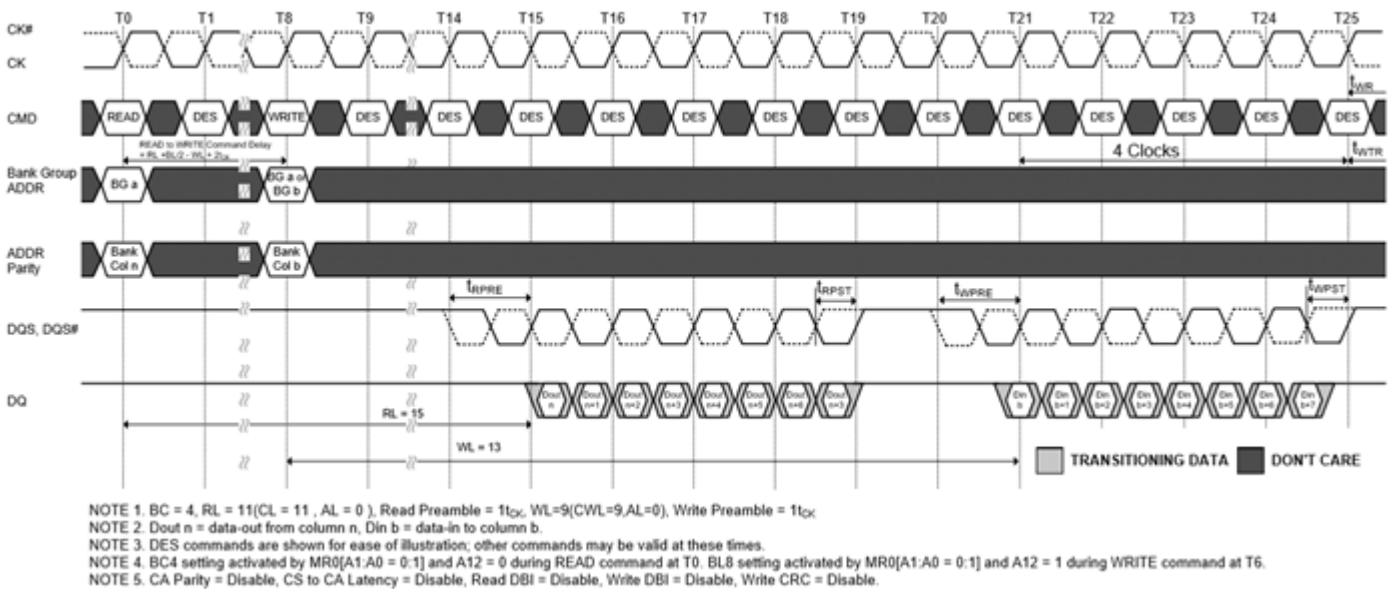 T0 T1 T8 T9 T14 T15 T16 T17 T18 T19 T20 T21 T22 T23 T24 T25
CK#
CK
tWR
CMD READ DES WRITE DES DES DES DES DES DES DES DES DES DES DES DES DES
READ to WRITE Command Delay
= RL +BL/2 - WL + 2tCK
4 Clocks
tWTR
Bank Group
ADDR
BG a
BG a or
BG b
ADDR
Parity
Bank
Col n
Bank
Col b
tRPRE tRPST tWPRE tWPST
DQS, DQS#
DQ
Dout
n
Dout
n+1
Dout
n+2
Dout
n+3
Dout
n+4
Dout
n+5
Dout
n+6
Dout
Din
b
Din
b+1
Din
b+2
Din
b+3
Din
b+4
Din
b+5
Din
b+6
Din
b+7
RL = 15
WL = 13
TRANSITIONING DATA DON'T CARE
NOTE 1. BC = 4, RL = 11(CL = 11 , AL = 0 ), Read Preamble = 1tCK, WL=9(CWL=9,AL=0), Write Preamble = 1tCK
NOTE 2. Dout n = data-out from column n, Din b = data-in to column b.
NOTE 3. DES commands are shown for ease of illustration; other commands may be valid at these times.
NOTE 4. BC4 setting activated by MR0[A1:A0 = 0:1] and A12 = 0 during READ command at T0. BL8 setting activated by MR0[A1:A0 = 0:1] and A12 = 1 during WRITE command at T6.
NOTE 5. CA Parity = Disable, CS to CA Latency = Disable, Read DBI = Disable, Write DBI = Disable, Write CRC = Disable.